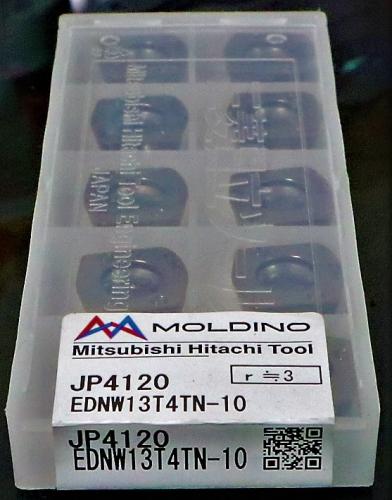 Mitsubishi Hitachi Tool Engineering
JAPAN
MOLDINO
Mitsubishi Hitachi Tool
JP4120
r≒3
EDNW13T4TN-10
JP4120
EDNW13T4TN-10